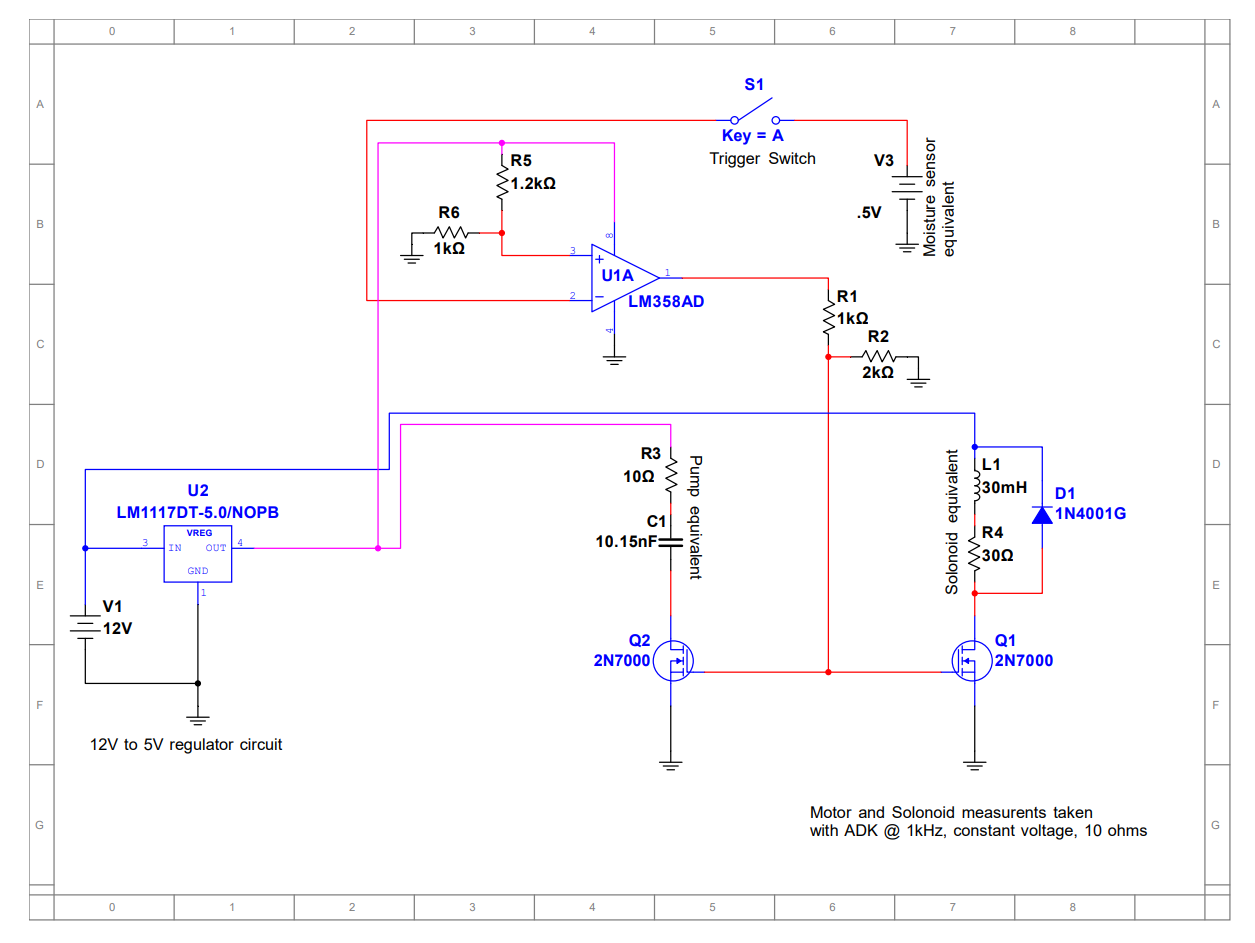 0 1 2 3 4 5 6 7 8
A A
S1
Key = A
Trigger Switch
V3
.5V
Moisture sensor
equivalent
R5
1.2kΩ
B B
R6
1kΩ
8
3
U1A
1
2
LM358AD
4
R1
1kΩ
R2
2kΩ
C C
D D
R3
10Ω
Pump equivalent
C1
10.15nF
Solonoid equivalent
L1
30mH
D1
1N4001G
R4
30Ω
U2
LM1117DT-5.0/NOPB
VREG
3 IN OUT 4
GND
1
E E
V1
12V
Q2
2N7000
Q1
2N7000
F F
12V to 5V regulator circuit
Motor and Solonoid measurents taken
with ADK @ 1kHz, constant voltage, 10 ohms
G G
0 1 2 3 4 5 6 7 8